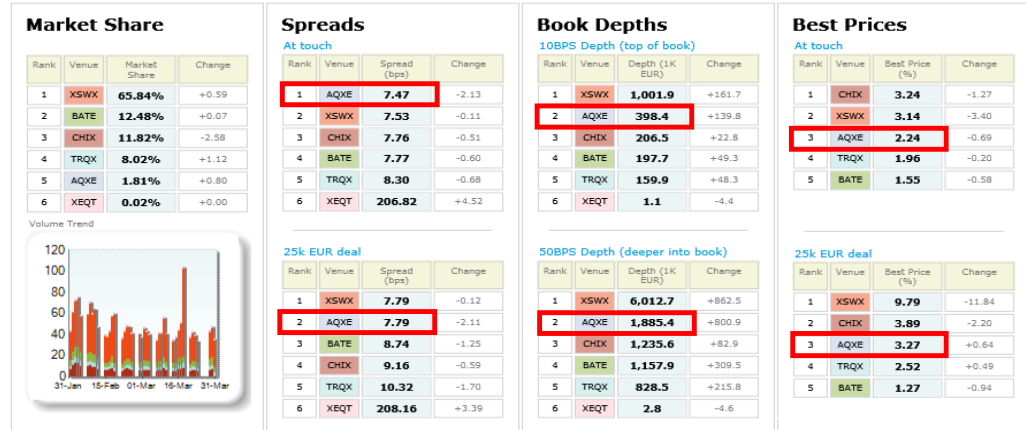 Market Share
Rank Venue Market Share Change
1 XSWX 65.84% +0.59
2 BATE 12.48% +0.07
3 CHIX 11.82% -2.58
4 TRQX 8.02% +1.12
5 AQXE 1.81% +0.80
6 XEQT 0.02% +0.00
Volume Trend
120
100
80
60
40
20
0
31-Jan 15-Feb 01-Mar 16-Mar 31-Mar
Spreads
At touch
Rank Venue Spread (bps) Change
1 AQXE 7.47 -2.13
2 XSWX 7.53 -0.11
3 CHIX 7.76 -0.51
4 BATE 7.77 -0.60
5 TRQX 8.30 -0.68
6 XEQT 206.82 +4.52
25k EUR deal
Rank Venue Spread (bps) Change
1 XSWX 7.79 -0.12
2 AQXE 7.79 -2.11
3 BATE 8.74 -1.25
4 CHIX 9.16 -0.59
5 TRQX 10.32 -1.70
6 XEQT 208.16 +3.39
Book Depths
10BPS Depth (top of book)
Rank Venue Depth (1K EUR) Change
1 XSWX 1,001.9 +161.7
2 AQXE 398.4 +139.8
3 CHIX 206.5 +22.8
4 BATE 197.7 +49.3
5 TRQX 159.9 +48.3
6 XEQT 1.1 -4.4
50BPS Depth (deeper into book)
Rank Venue Depth (1K EUR) Change
1 XSWX 6,012.7 +862.5
2 AQXE 1,885.4 +800.9
3 CHIX 1,235.6 +82.9
4 BATE 1,157.9 +309.5
5 TRQX 828.5 +215.8
6 XEQT 2.8 -4.6
Best Prices
At touch
Rank Venue Best Price (%) Change
1 CHIX 3.24 -1.27
2 XSWX 3.14 -3.40
3 AQXE 2.24 -0.69
4 TRQX 1.96 -0.20
5 BATE 1.55 -0.58
25k EUR deal
Rank Venue Best Price (%) Change
1 XSWX 9.79 -11.84
2 CHIX 3.89 -2.20
3 AQXE 3.27 +0.64
4 TRQX 2.52 +0.49
5 BATE 1.27 -0.94